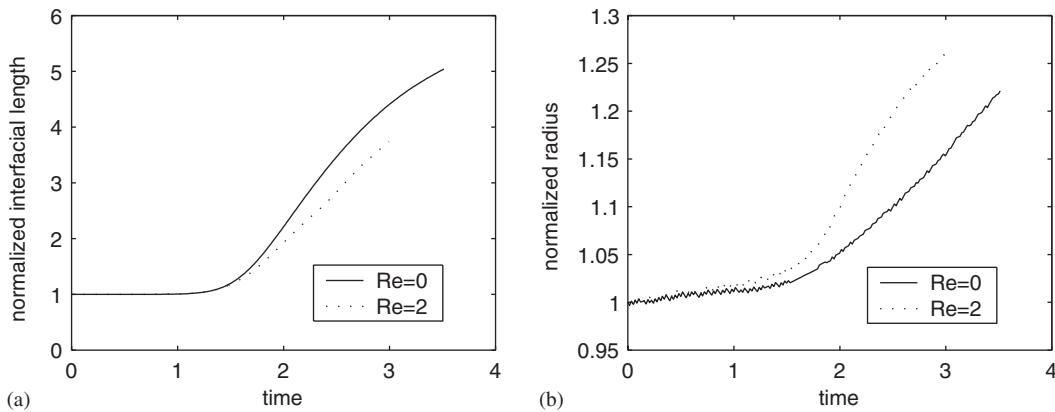 6
5
4
3
2
1
0
0 1 2 3 4
normalized interfacial length
time
Re=0
Re=2
(a)
1.3
1.25
1.2
1.15
1.1
1.05
1
0.95
0 1 2 3 4
normalized radius
time
Re=0
Re=2
(b)